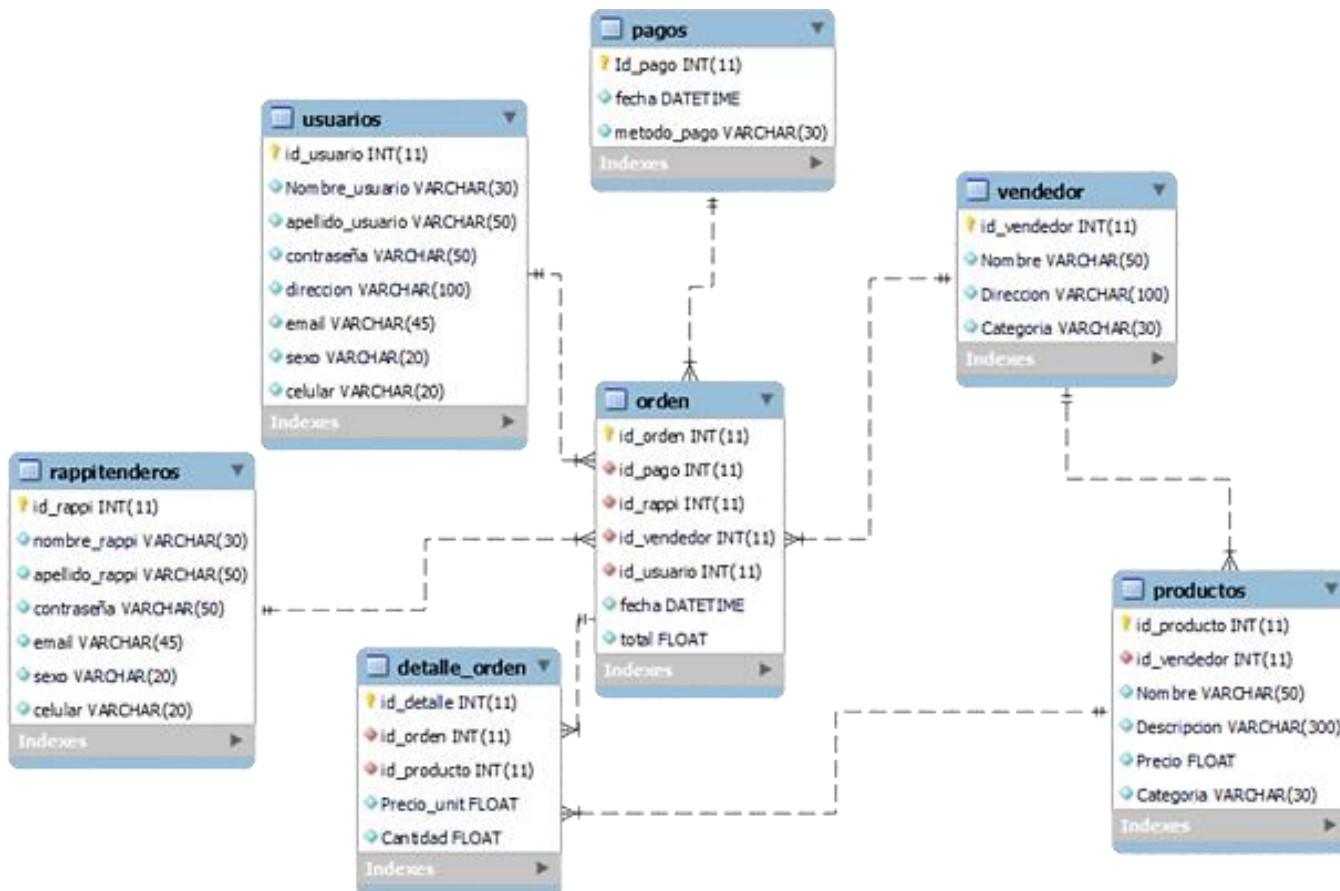 pagos
Id_pago INT(11)
fecha DATETIME
metodo_pago VARCHAR(30)
Indexes
usuarios
id_usuario INT(11)
Nombre_usuario VARCHAR(30)
apellido_usuario VARCHAR(50)
contraseña VARCHAR(50)
direccion VARCHAR(100)
email VARCHAR(45)
sexo VARCHAR(20)
celular VARCHAR(20)
Indexes
vendedor
id_vendedor INT(11)
Nombre VARCHAR(50)
Direccion VARCHAR(100)
Categoria VARCHAR(30)
Indexes
orden
id_orden INT(11)
id_pago INT(11)
id_rappi INT(11)
id_vendedor INT(11)
id_usuario INT(11)
fecha DATETIME
total FLOAT
Indexes
rappitenderos
id_rappi INT(11)
nombre_rappi VARCHAR(30)
apellido_rappi VARCHAR(50)
contraseña VARCHAR(50)
email VARCHAR(45)
sexo VARCHAR(20)
celular VARCHAR(20)
Indexes
detalle_orden
id_detalle INT(11)
id_orden INT(11)
id_producto INT(11)
Precio_unit FLOAT
Cantidad FLOAT
Indexes
productos
id_producto INT(11)
id_vendedor INT(11)
Nombre VARCHAR(50)
Descripcion VARCHAR(300)
Precio FLOAT
Categoria VARCHAR(30)
Indexes